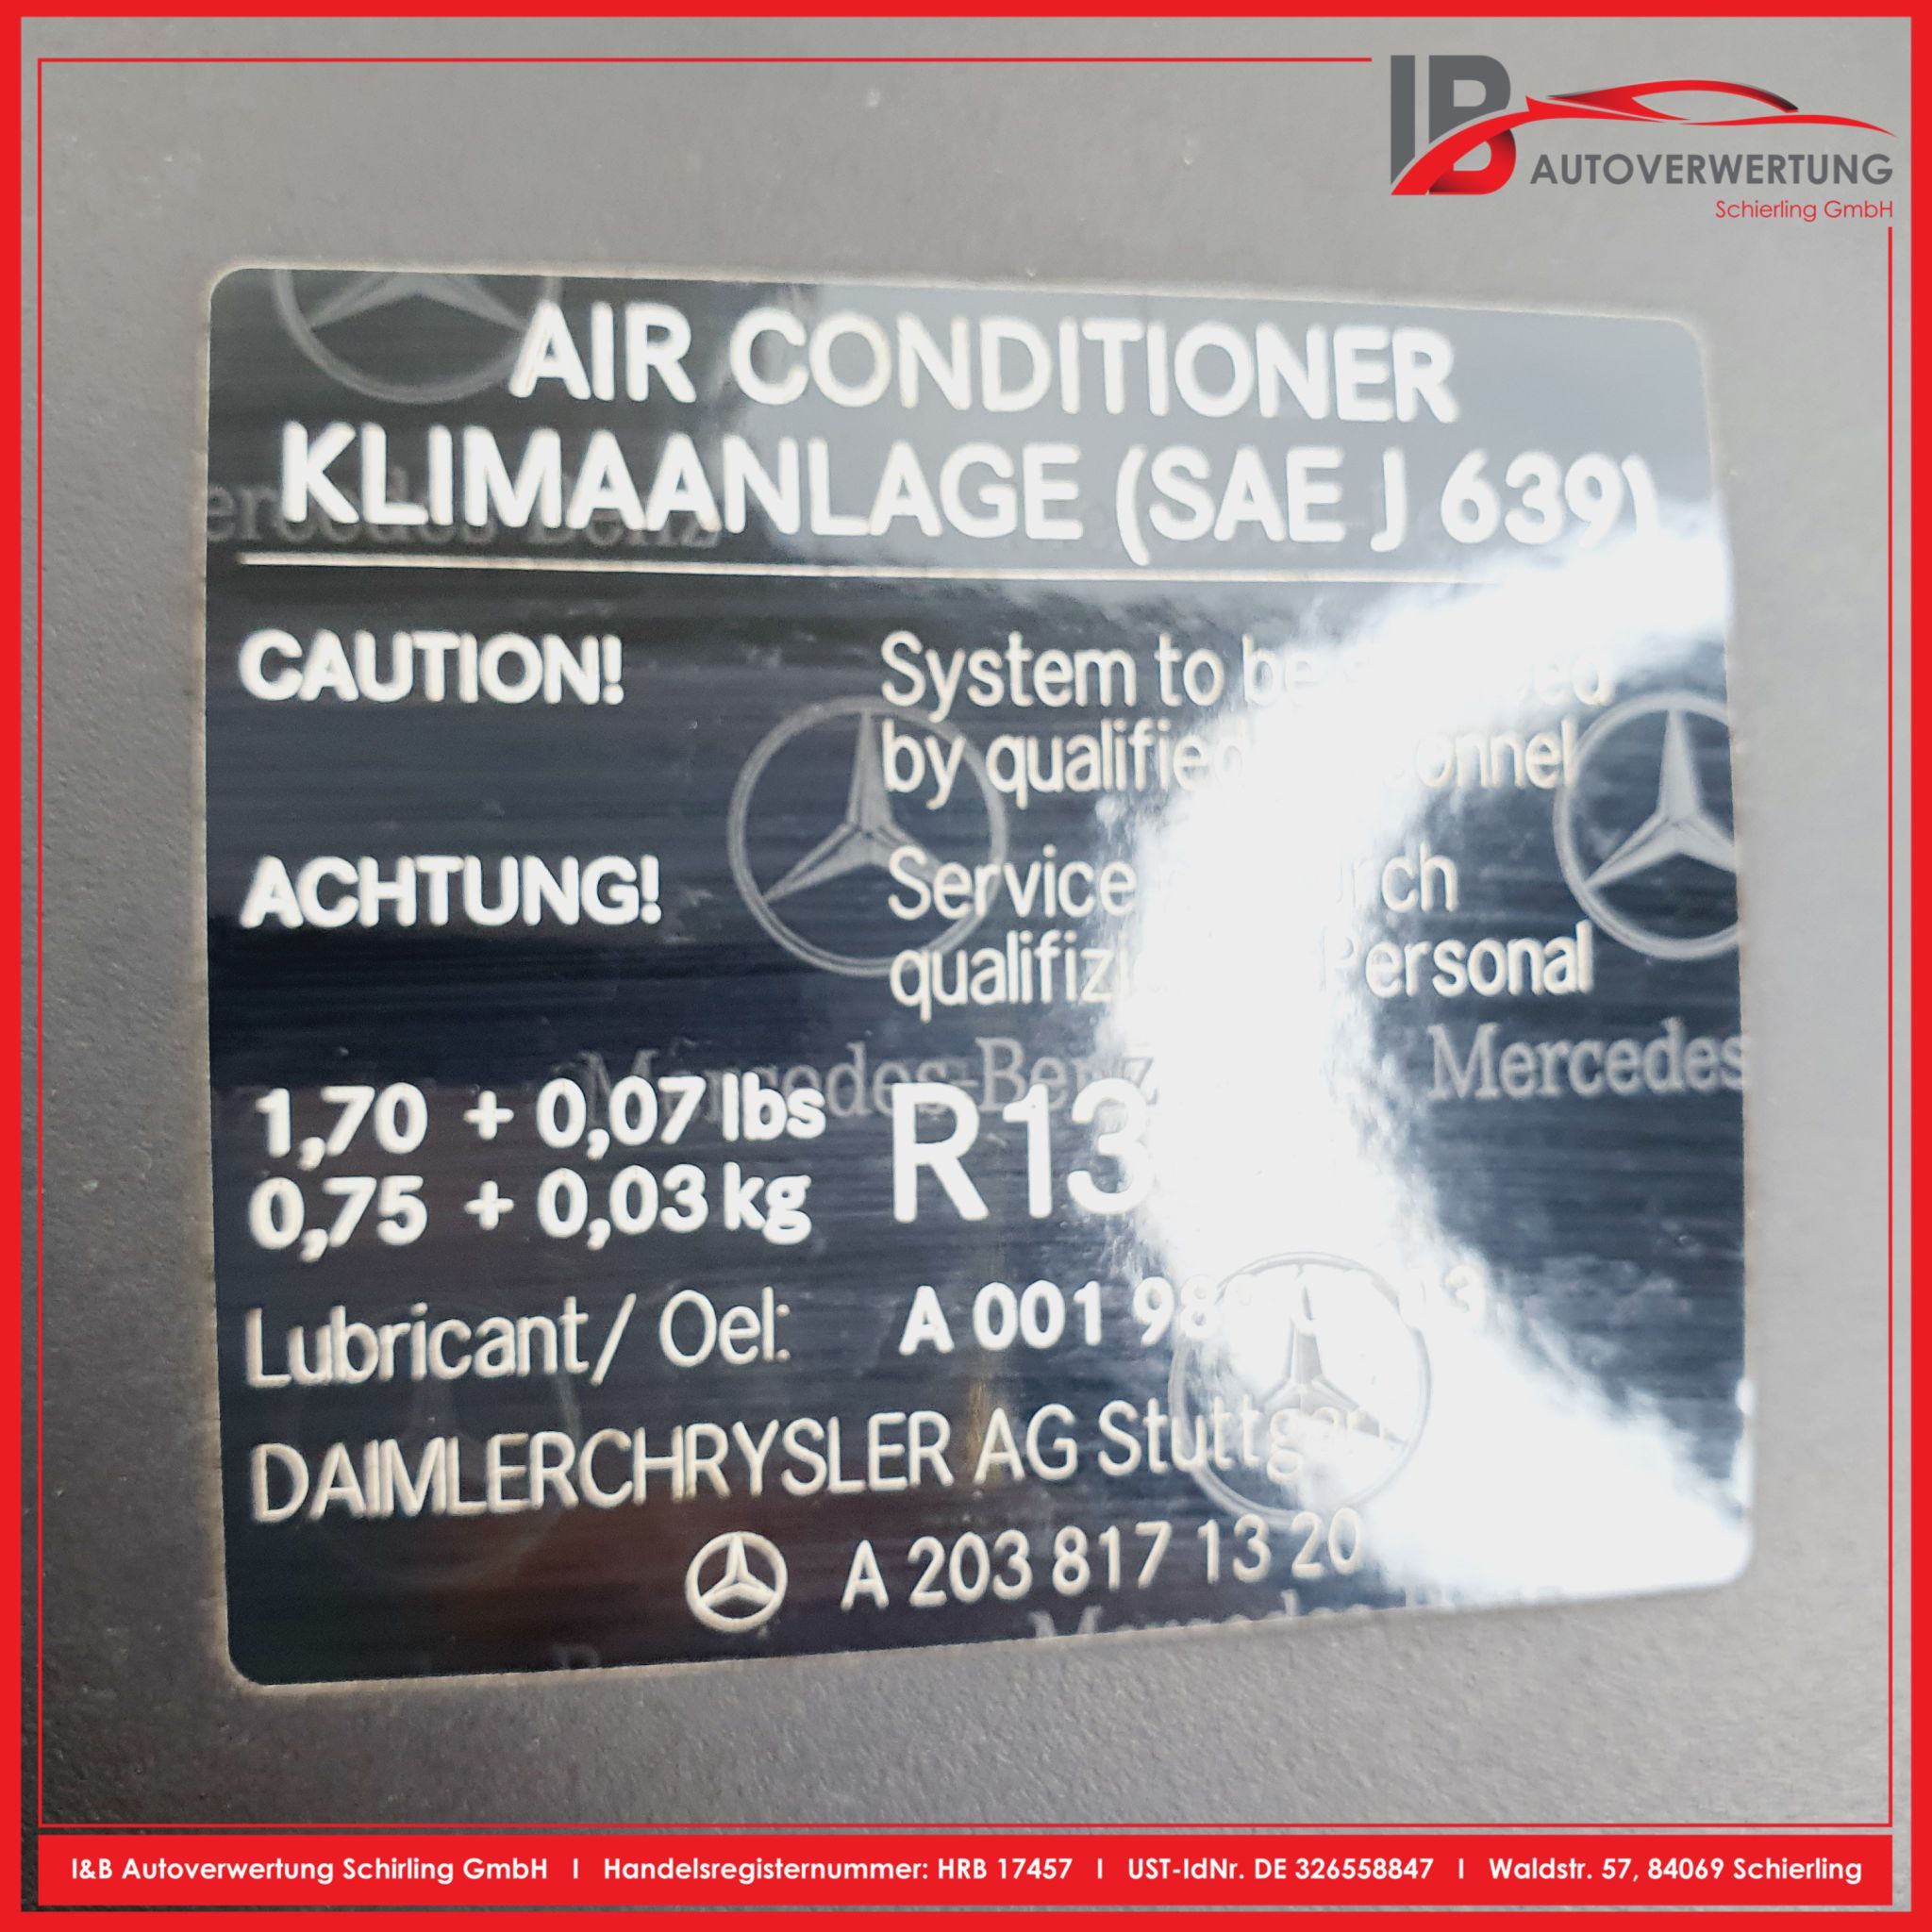 IB
AUTOVERWERTUNG
Schierling GmbH
AIR CONDITIONER
KLIMAANLAGE (SAE J 639)
CAUTION! System to be
by qualified
ACHTUNG! Service
Personal
Mercedes-Benz Mercedes
1,70 + 0,07 lbs
0,75 + 0,03 kg
Lubricant/ Oel: A 001
DAIMLERCHRYSLER AG Stuttgart
A 203 817 13 20
I&B Autoverwertung Schirling GmbH I Handelsregisternummer: HRB 17457 I UST-IdNr. DE 326558847 I Waldstr. 57, 84069 Schierling